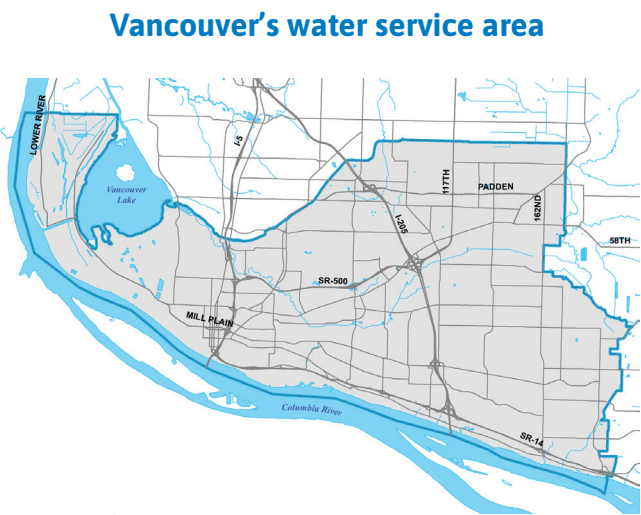 Vancouver's water service area
LOWER RIVER
I-5
117TH
PADDEN
Vancouver
Lake
162ND
I-205
58TH
SR-500
MILL PLAIN
Columbia River
SR-14